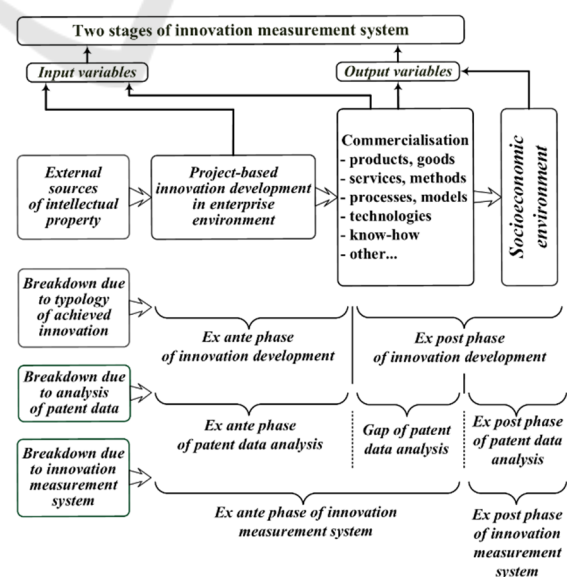 Two stages of innovation measurement system
Input variables
Output variables
External
sources
of intellectual
property
Project-based
innovation development
in enterprise
environment
Commercialisation
- products, goods
- services, methods
- processes, models
- technologies
- know-how
- other...
Socioeconomic
environment
Breakdown due
to typology
of achieved
innovation
Ex ante phase
of innovation development
Ex post phase
of innovation development
Breakdown due
to analysis
of patent data
Ex ante phase
of patent data analysis
Gap of patent
data analysis
Ex post phase
of patent data
analysis
Breakdown due
to innovation
measurement
system
Ex ante phase of innovation
measurement system
Ex post phase
of innovation
measurement
system